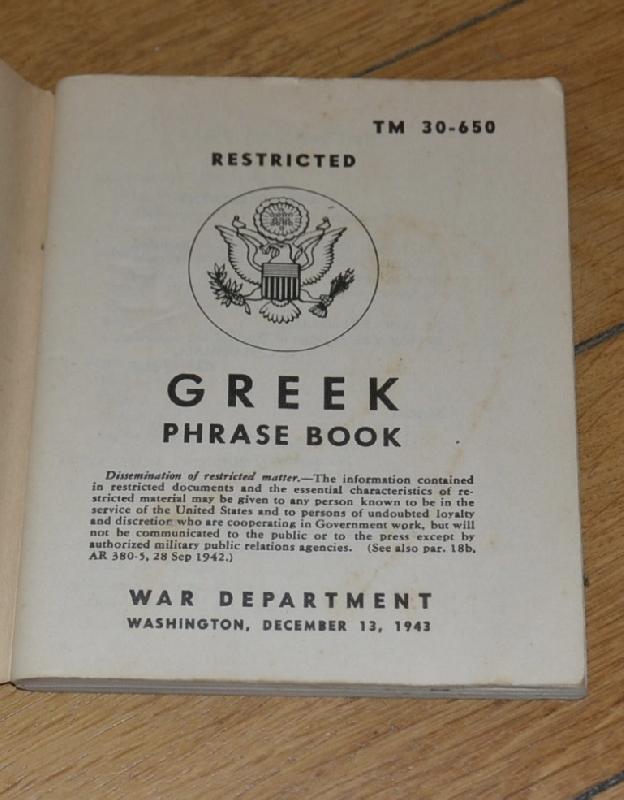 TM 30-650
RESTRICTED
GREEK
PHRASE BOOK
Dissemination of restricted matter.—The information contained
in restricted documents and the essential characteristics of re-
stricted material may be given to any person known to be in the
service of the United States and to persons of undoubted loyalty
and discretion who are cooperating in Government work, but will
not be communicated to the public or to the press except by
authorized military public relations agencies. (See also par. 18b,
AR 380-5, 28 Sep 1942.)
WAR DEPARTMENT
WASHINGTON, DECEMBER 13, 1943